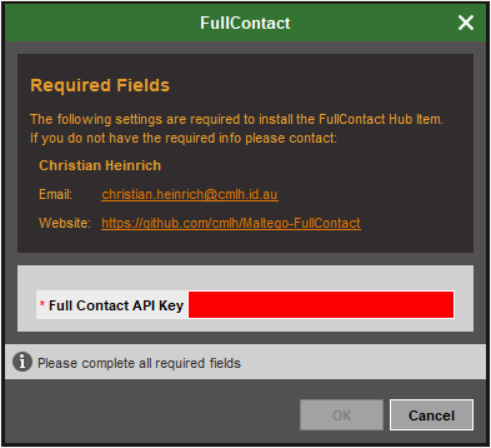 FullContact
Required Fields
The following settings are required to install the FullContact Hub Item.
If you do not have the required info please contact:
Christian Heinrich
Email: christian.heinrich@cmlh.id.au
Website: https://github.com/cmlh/Maltego-FullContact
* Full Contact API Key
Please complete all required fields
OK Cancel